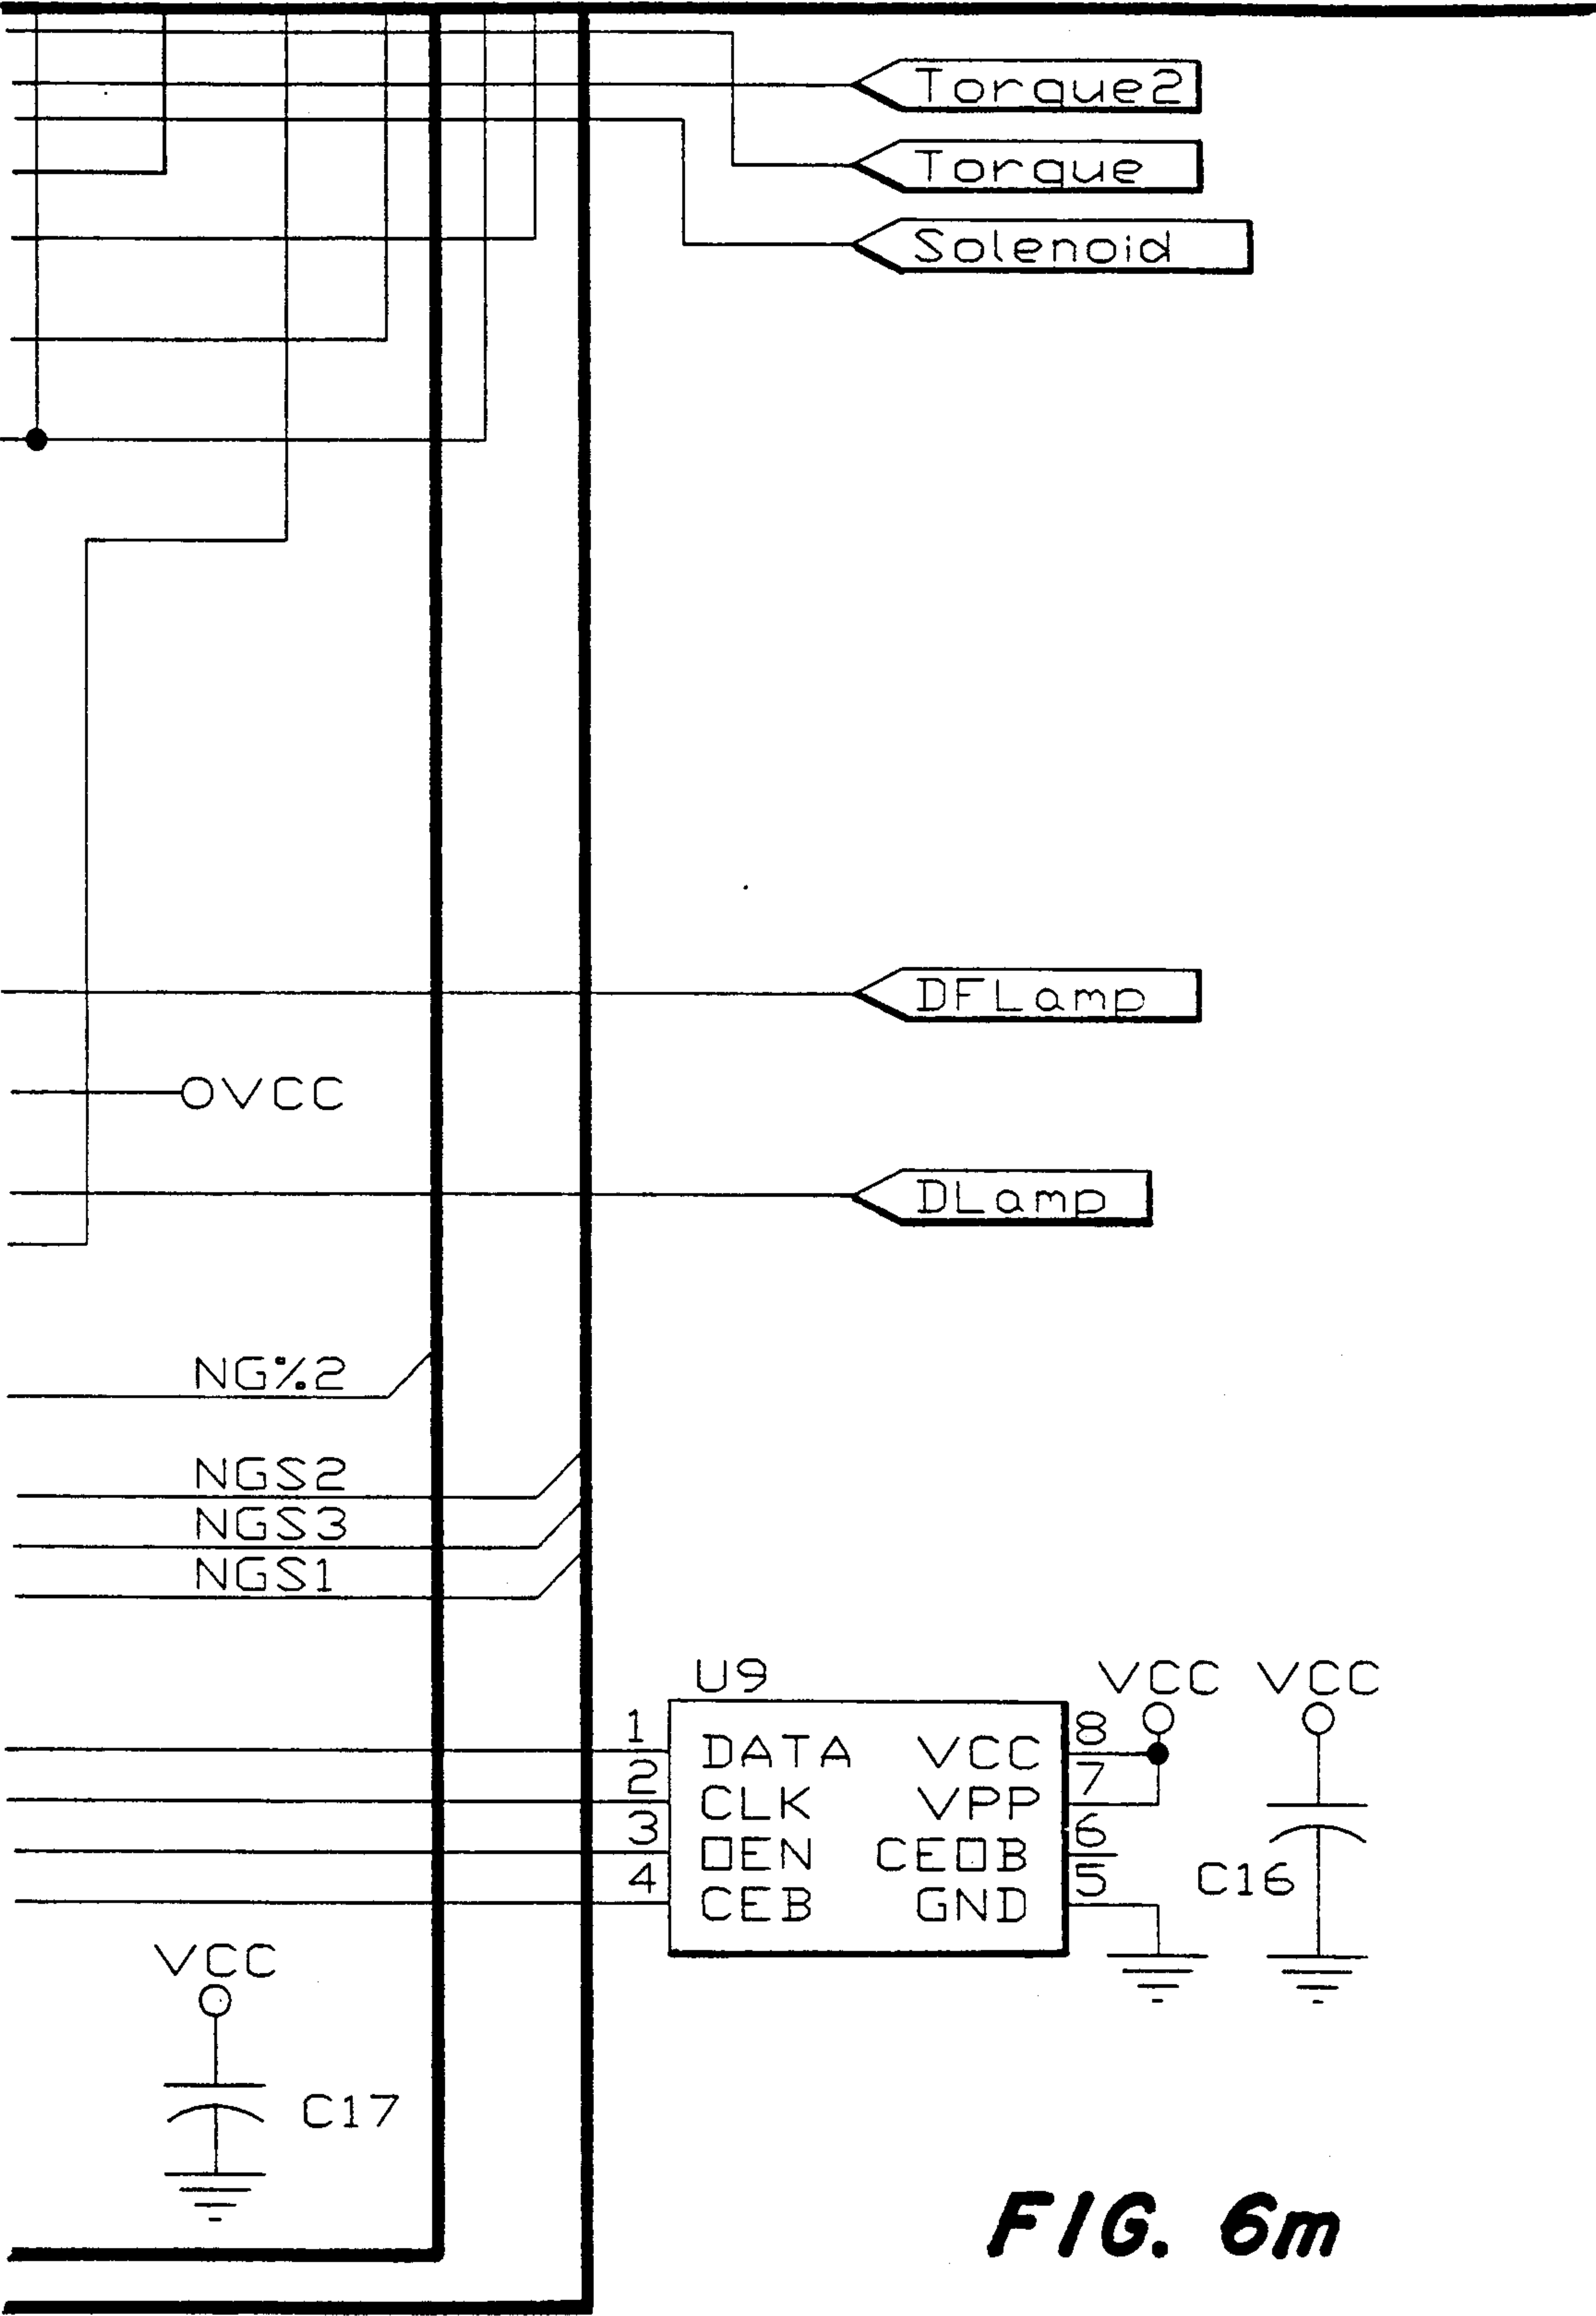 Torque2
Torque
Solenoid
DFLamp
VCC
DLamp
NG%2
NGS2
NGS3
NGS1
U9
VCC VCC
1 DATA VCC 8
2 CLK VPP 7
3 OEN CEOB 6
4 CEB GND 5
C16
VCC
C17
FIG. 6m